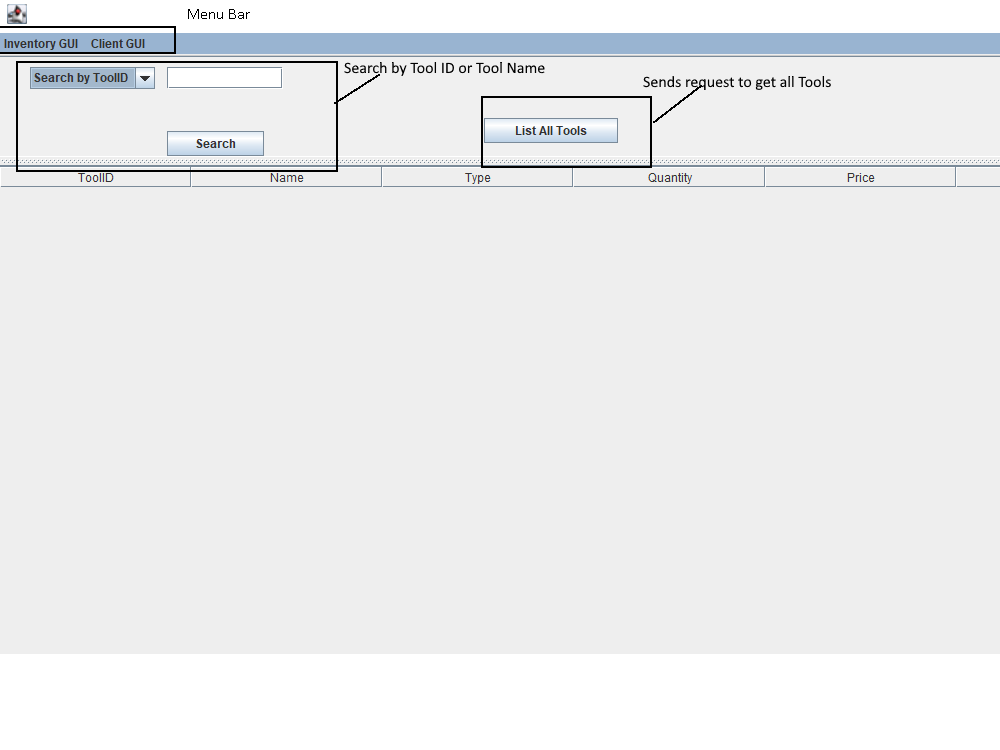 Menu Bar
Inventory GUI Client GUI
Search by ToolID
Search by Tool ID or Tool Name
Sends request to get all Tools
List All Tools
Search
ToolID Name Type Quantity Price